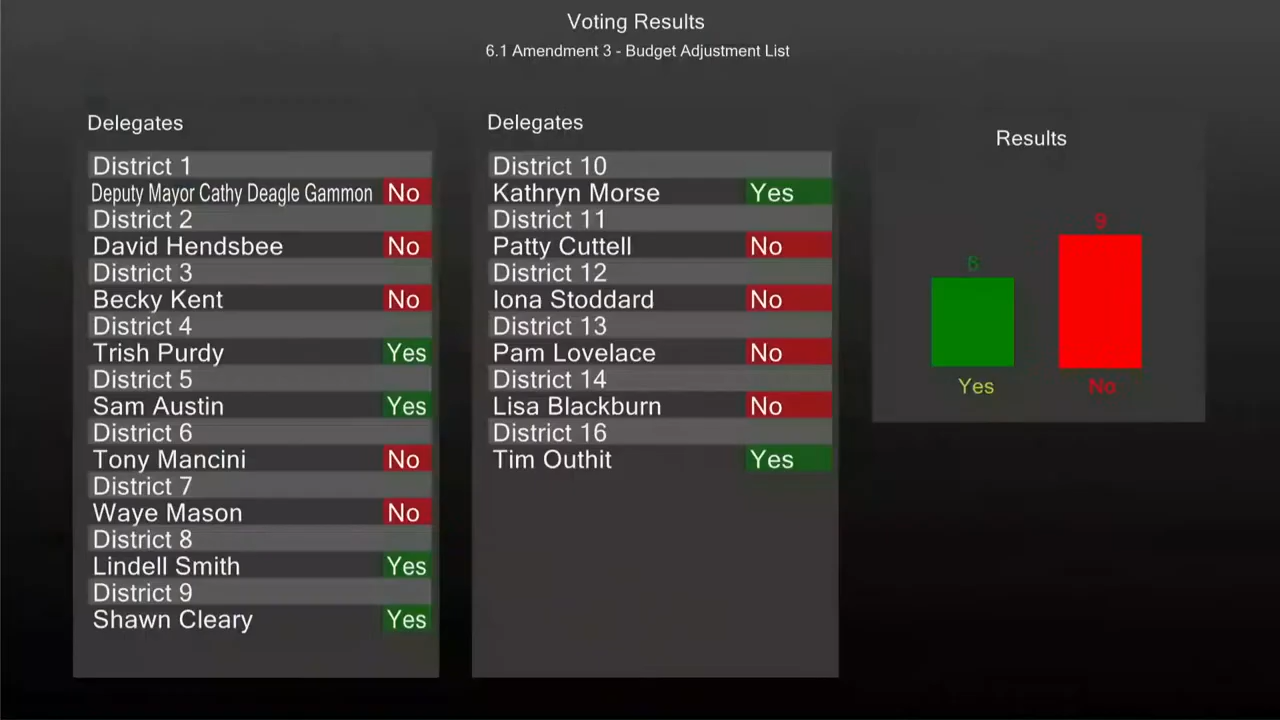 Voting Results
6.1 Amendment 3 - Budget Adjustment List
Delegates
District 1
Deputy Mayor Cathy Deagle Gammon No
District 2
David Hendsbee No
District 3
Becky Kent No
District 4
Trish Purdy Yes
District 5
Sam Austin Yes
District 6
Tony Mancini No
District 7
Waye Mason No
District 8
Lindell Smith Yes
District 9
Shawn Cleary Yes
Delegates
District 10
Kathryn Morse Yes
District 11
Patty Cuttell No
District 12
Iona Stoddard No
District 13
Pam Lovelace No
District 14
Lisa Blackburn No
District 16
Tim Outhit Yes
Results
6
9
Yes
No